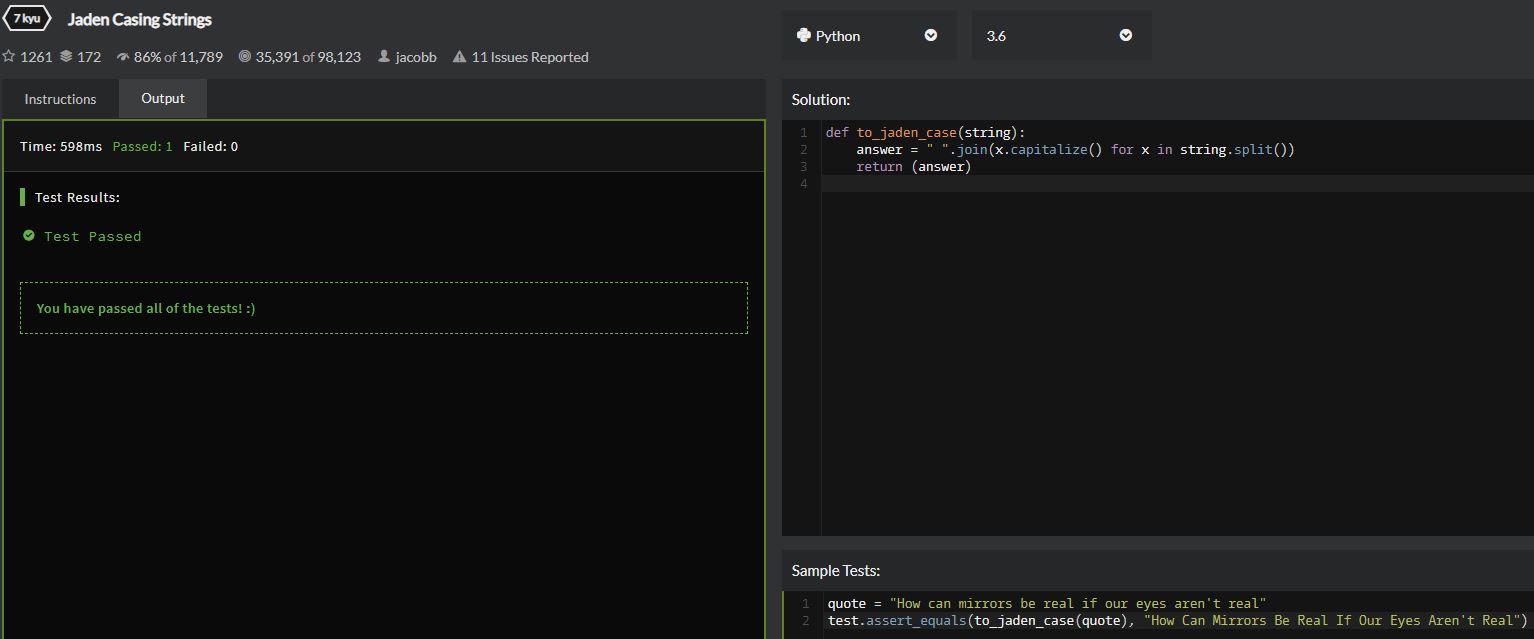 7 kyu Jaden Casing Strings
1261 172 86% of 11,789 35,391 of 98,123 jacobb 11 Issues Reported
Instructions Output
Time: 598ms Passed: 1 Failed: 0
Test Results:
Test Passed
You have passed all of the tests! :)
Python 3.6
Solution:
1 def to_jaden_case(string):
2     answer = " ".join(x.capitalize() for x in string.split())
3     return (answer)
4
Sample Tests:
1 quote = "How can mirrors be real if our eyes aren't real"
2 test.assert_equals(to_jaden_case(quote), "How Can Mirrors Be Real If Our Eyes Aren't Real")